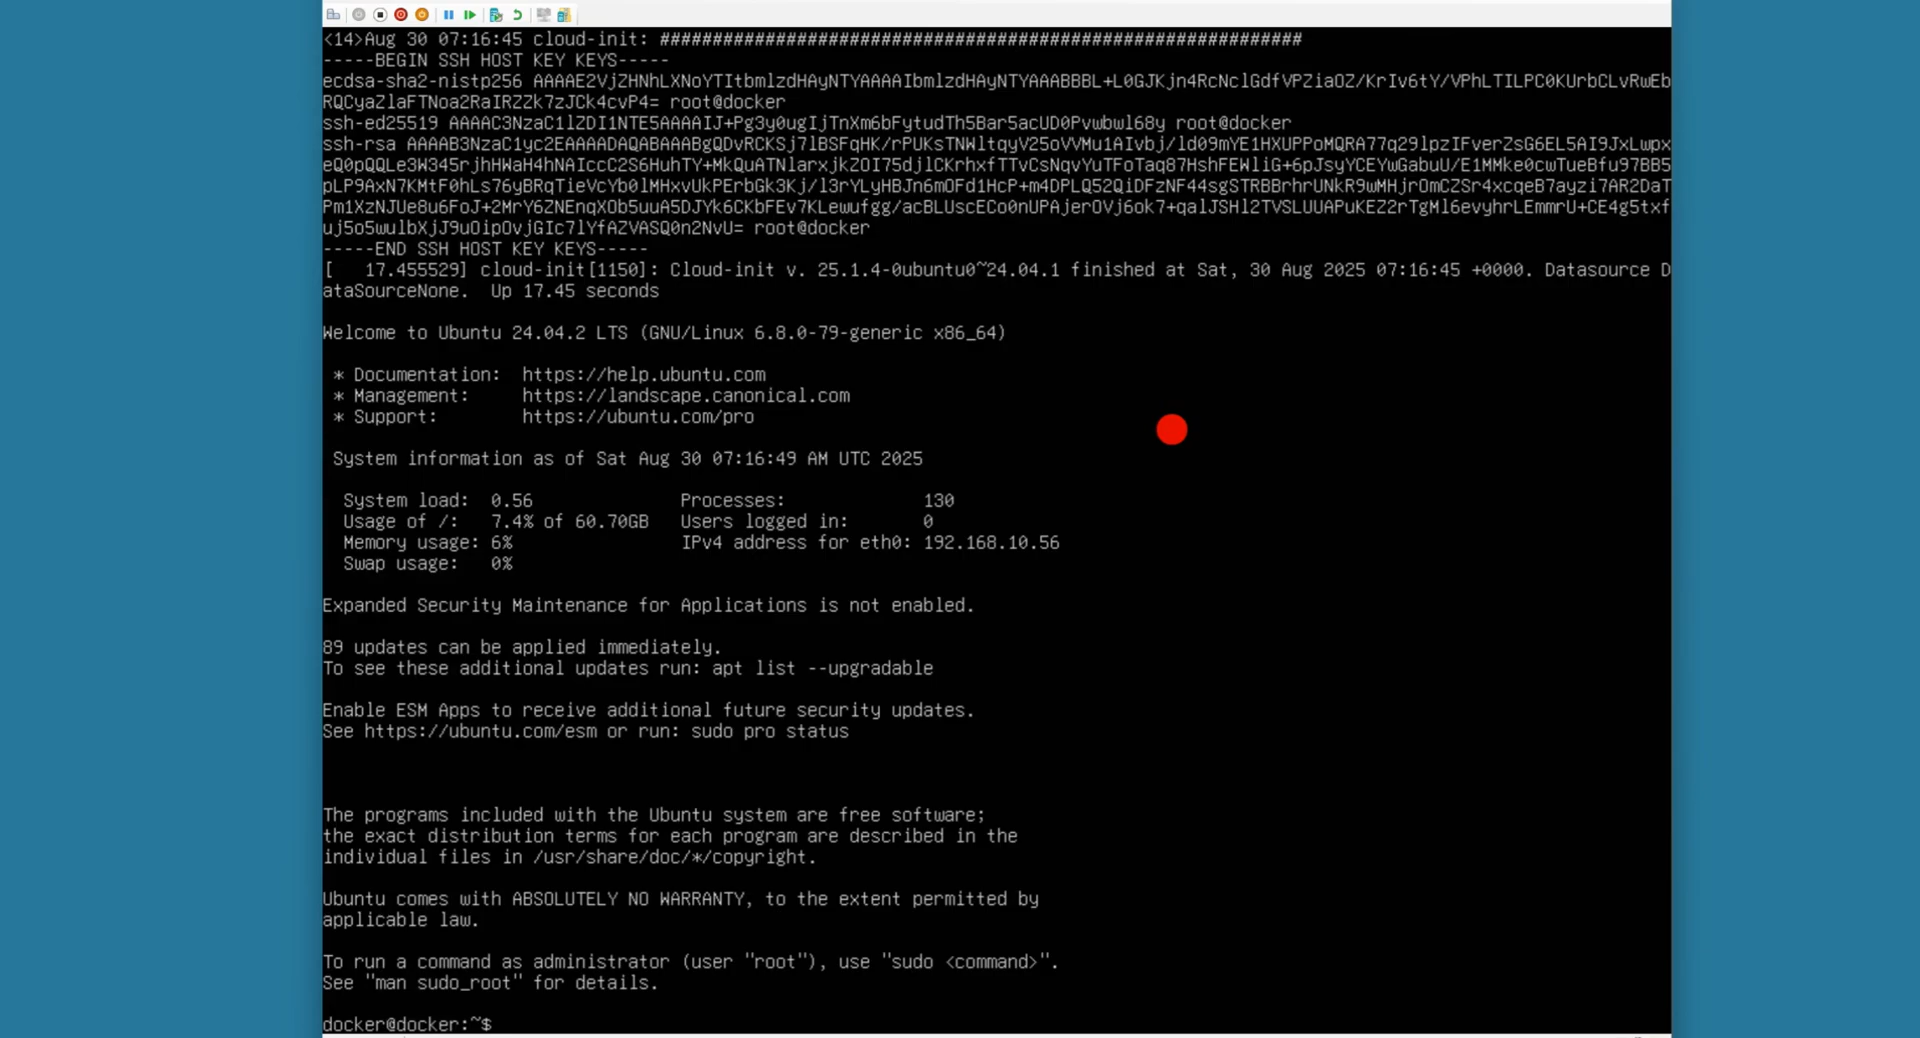 <14>Aug 30 07:16:45 cloud-init: #############################################################
-----BEGIN SSH HOST KEY KEYS-----
ecdsa-sha2-nistp256 AAAAE2VjZHNhLXNoYTItbmlzdHAyNTYAAAAIbmlzdHAyNTYAAABBBL+L0GJKjn4RcNclGdfVPZiaOZ/KrIv6tY/VPhLTILPC0KUrbCLvRwEb
RQCyaZlaFTNoa2RaIRZZk7zJCk4cvP4= root@docker
ssh-ed25519 AAAAC3NzaC1lZDI1NTE5AAAAIJ+Pg3y0ugIjTnXm6bFytudTh5Bar5acUD0Pvwbwl68y root@docker
ssh-rsa AAAAB3NzaC1yc2EAAAADAQABAAABgQDvRCKSj7lBSFqHK/rPUKsTNWltqyV25oVVMu1AIvbj/ld09mYE1HXUPPoMQRA77q29lpzIFverZsG6EL5AI9JxLwpx
eQ0pQQLe3W345rjhHWaH4hNAIccC2S6HuhTY+MkQuATNlarxjkZOI75djlCKrhxfTTvCsNqvYuTFoTaq87HshFEWliG+6pJsyYCEYwGabuU/E1MMke0cwTueBfu97BB5
pLP9AxN7KMtF0hLs76yBRqTieVcYb0lMHxvUkPErbGk3Kj/l3rYLyHBJn6mOFd1HcP+m4DPLQ52QiDFzNF44sgSTRBBrhrUNkR9wMHjrOmCZSr4xcqeB7ayzi7AR2DaT
Pm1XzNJUe8u6FoJ+2MrY6ZNEnqXOb5uuA5DJYk6CKbFEv7KLewufgg/acBLUscECo0nUPAjerOVj6ok7+qalJSHl2TVSLUUAPuKEZ2rTgMl6evyhrLEmmrU+CE4g5txf
uj5o5wulbXjJ9uOipOvjGIc7lYfAZVASQ0n2NvU= root@docker
-----END SSH HOST KEY KEYS-----
[   17.455529] cloud-init[1150]: Cloud-init v. 25.1.4-0ubuntu0~24.04.1 finished at Sat, 30 Aug 2025 07:16:45 +0000. Datasource D
ataSourceNone.  Up 17.45 seconds
Welcome to Ubuntu 24.04.2 LTS (GNU/Linux 6.8.0-79-generic x86_64)
* Documentation:  https://help.ubuntu.com
* Management:     https://landscape.canonical.com
* Support:        https://ubuntu.com/pro
System information as of Sat Aug 30 07:16:49 AM UTC 2025
System load:  0.56              Processes:             130
Usage of /:   7.4% of 60.70GB   Users logged in:       0
Memory usage: 6%                IPv4 address for eth0: 192.168.10.56
Swap usage:   0%
Expanded Security Maintenance for Applications is not enabled.
89 updates can be applied immediately.
To see these additional updates run: apt list --upgradable
Enable ESM Apps to receive additional future security updates.
See https://ubuntu.com/esm or run: sudo pro status
The programs included with the Ubuntu system are free software;
the exact distribution terms for each program are described in the
individual files in /usr/share/doc/*/copyright.
Ubuntu comes with ABSOLUTELY NO WARRANTY, to the extent permitted by
applicable law.
To run a command as administrator (user "root"), use "sudo <command>".
See "man sudo_root" for details.
docker@docker:~$